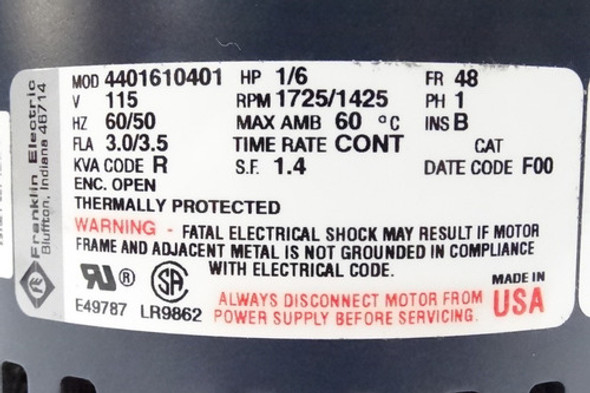 Franklin Electric
Bluffton, Indiana 46714
MOD 4401610401 HP 1/6 FR 48
V 115 RPM 1725/1425 PH 1
HZ 60/50 MAX AMB 60 °C INS B
FLA 3.0/3.5 TIME RATE CONT CAT
KVA CODE R S.F. 1.4 DATE CODE F00
ENC. OPEN
THERMALLY PROTECTED
WARNING - FATAL ELECTRICAL SHOCK MAY RESULT IF MOTOR
FRAME AND ADJACENT METAL IS NOT GROUNDED IN COMPLIANCE
WITH ELECTRICAL CODE.
E49787 LR9862
ALWAYS DISCONNECT MOTOR FROM
POWER SUPPLY BEFORE SERVICING.
MADE IN
USA